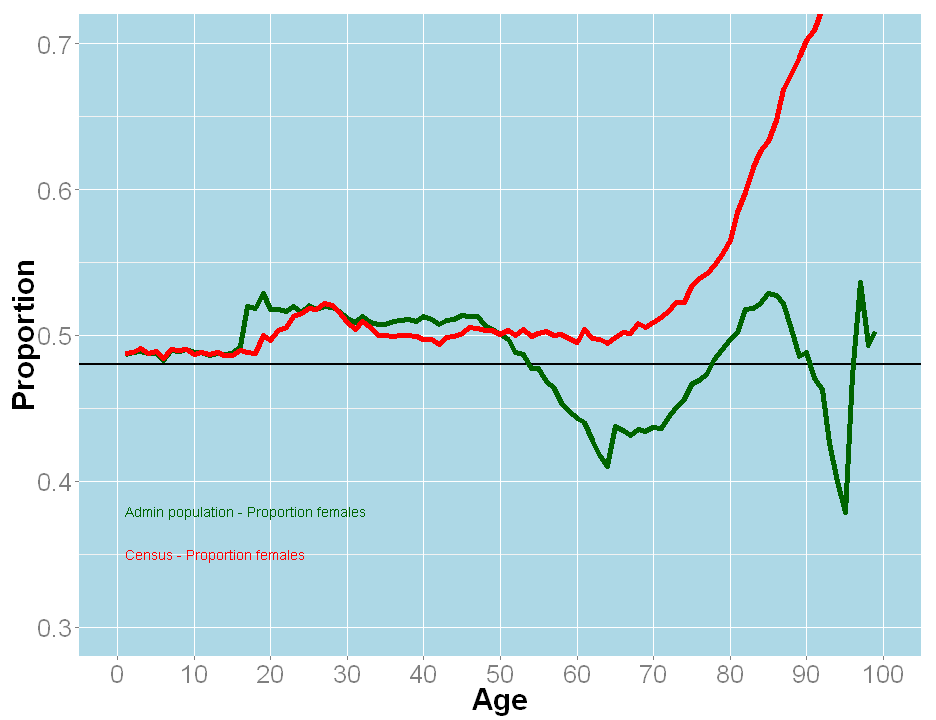 0.7
0.6
0.5
0.4
0.3
Proportion
Admin population - Proportion females
Census - Proportion females
0 10 20 30 40 50 60 70 80 90 100
Age